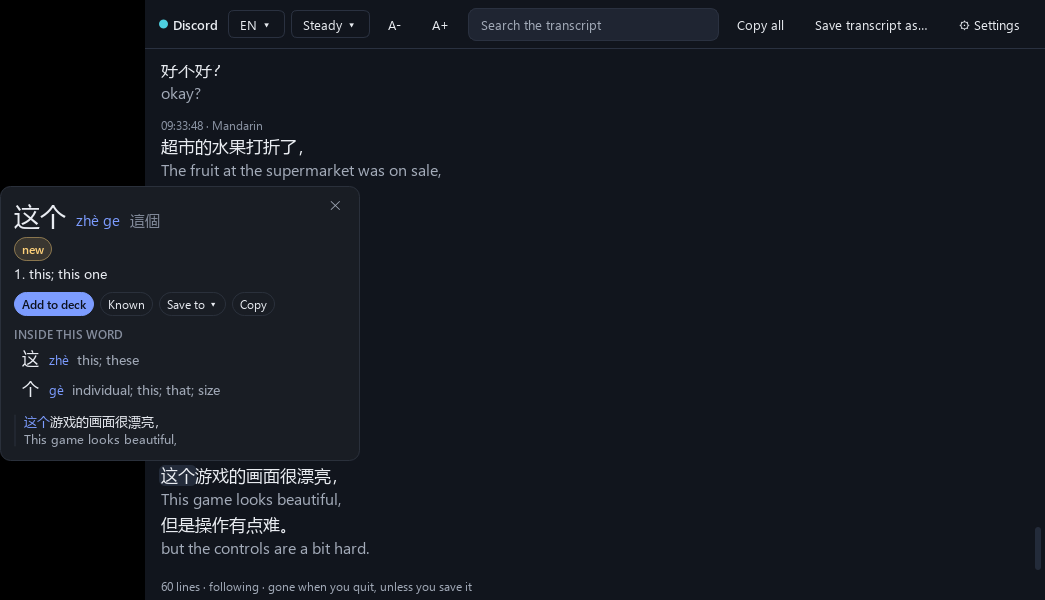 Discord EN ▾ Steady ▾ A- A+ Search the transcript Copy all Save transcript as... ⚙ Settings
好不好？
okay?
09:33:48 · Mandarin
超市的水果打折了，
The fruit at the supermarket was on sale,
这个 zhè ge 這個
new
1. this; this one
Add to deck Known Save to ▾ Copy
INSIDE THIS WORD
这 zhè this; these
个 gè individual; this; that; size
这个游戏的画面很漂亮，
This game looks beautiful,
这个游戏的画面很漂亮，
This game looks beautiful,
但是操作有点难。
but the controls are a bit hard.
60 lines · following · gone when you quit, unless you save it